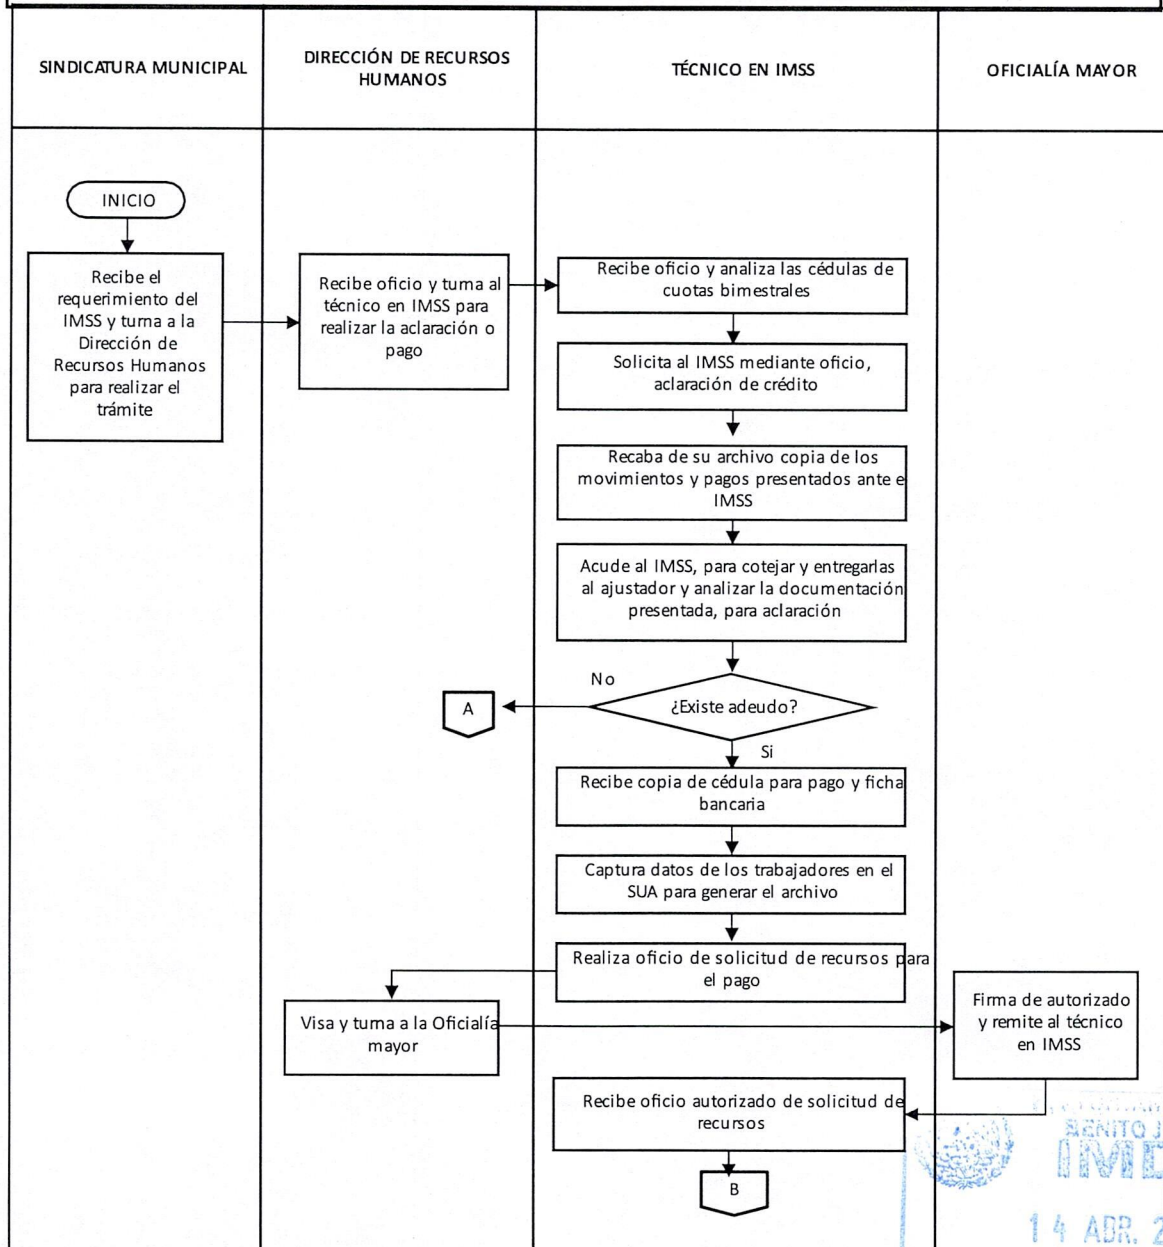 SINDICATURA MUNICIPAL
DIRECCIÓN DE RECURSOS
HUMANOS
TÉCNICO EN IMSS
OFICIALÍA MAYOR
INICIO
Recibe el
requerimiento del
IMSS y turna a la
Dirección de
Recursos Humanos
para realizar el
trámite
Recibe oficio y turna al
técnico en IMSS para
realizar la aclaración o
pago
Recibe oficio y analiza las cédulas de
cuotas bimestrales
Solicita al IMSS mediante oficio,
aclaración de crédito
Recaba de su archivo copia de los
movimientos y pagos presentados ante e
IMSS
Acude al IMSS, para cotejar y entregarlas
al ajustador y analizar la documentación
presentada, para aclaración
No
¿Existe adeudo?
A
Si
Recibe copia de cédula para pago y ficha
bancaria
Captura datos de los trabajadores en el
SUA para generar el archivo
Realiza oficio de solicitud de recursos para
el pago
Visa y turna a la Oficialía
mayor
Firma de autorizado
y remite al técnico
en IMSS
Recibe oficio autorizado de solicitud de
recursos
B
BENITO J
IMD
14 ABR. 2